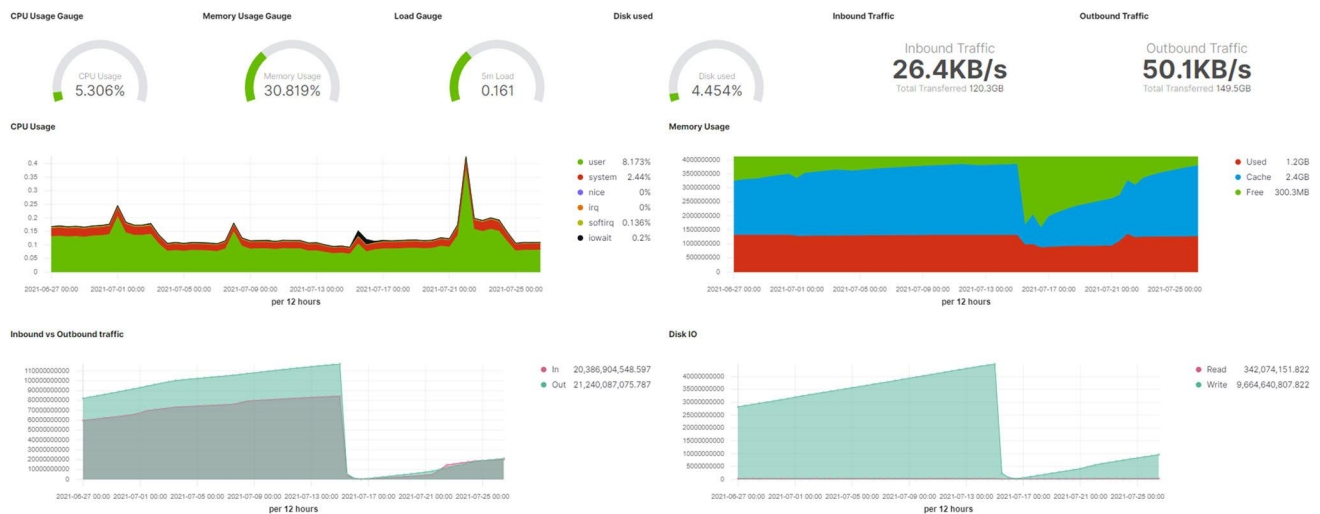 CPU Usage Gauge
Memory Usage Gauge
Load Gauge
Disk used
Inbound Traffic
Outbound Traffic
CPU Usage
5.306%
Memory Usage
30.819%
5m Load
0.161
Disk used
4.454%
Inbound Traffic
26.4KB/s
Total Transferred 120.3GB
Outbound Traffic
50.1KB/s
Total Transferred 149.5GB
CPU Usage
0.4
0.35
0.3
0.25
0.2
0.15
0.1
0.05
0
2021-06-27 00:00 2021-07-01 00:00 2021-07-05 00:00 2021-07-09 00:00 2021-07-13 00:00 2021-07-17 00:00 2021-07-21 00:00 2021-07-25 00:00
per 12 hours
user 8.173%
system 2.44%
nice 0%
irq 0%
softirq 0.136%
iowait 0.2%
Memory Usage
4000000000
3500000000
3000000000
2500000000
2000000000
1500000000
1000000000
500000000
0
2021-06-27 00:00 2021-07-01 00:00 2021-07-05 00:00 2021-07-09 00:00 2021-07-13 00:00 2021-07-17 00:00 2021-07-21 00:00 2021-07-25 00:00
per 12 hours
Used 1.2GB
Cache 2.4GB
Free 300.3MB
Inbound vs Outbound traffic
110000000000
100000000000
90000000000
80000000000
70000000000
60000000000
50000000000
40000000000
30000000000
20000000000
10000000000
0
2021-06-27 00:00 2021-07-01 00:00 2021-07-05 00:00 2021-07-09 00:00 2021-07-13 00:00 2021-07-17 00:00 2021-07-21 00:00 2021-07-25 00:00
per 12 hours
In 20,386,904,548.597
Out 21,240,087,075.787
Disk IO
40000000000
35000000000
30000000000
25000000000
20000000000
15000000000
10000000000
5000000000
0
2021-06-27 00:00 2021-07-01 00:00 2021-07-05 00:00 2021-07-09 00:00 2021-07-13 00:00 2021-07-17 00:00 2021-07-21 00:00 2021-07-25 00:00
per 12 hours
Read 342,074,151.822
Write 9,664,640,807.822